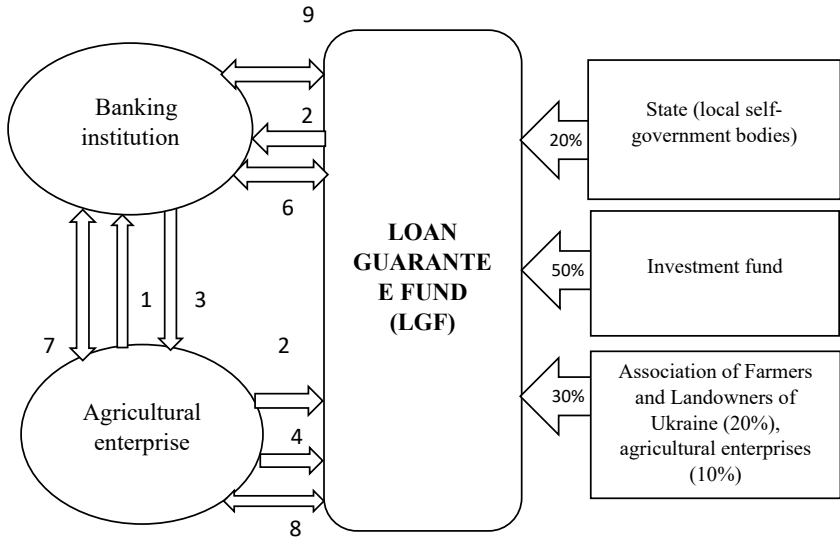 9
Banking
institution
2
6
1
3
7
2
Agricultural
enterprise
4
8
LOAN
GUARANTE
E FUND
(LGF)
20%
State (local self-
government bodies)
50%
Investment fund
30%
Association of Farmers
and Landowners of
Ukraine (20%),
agricultural enterprises
(10%)